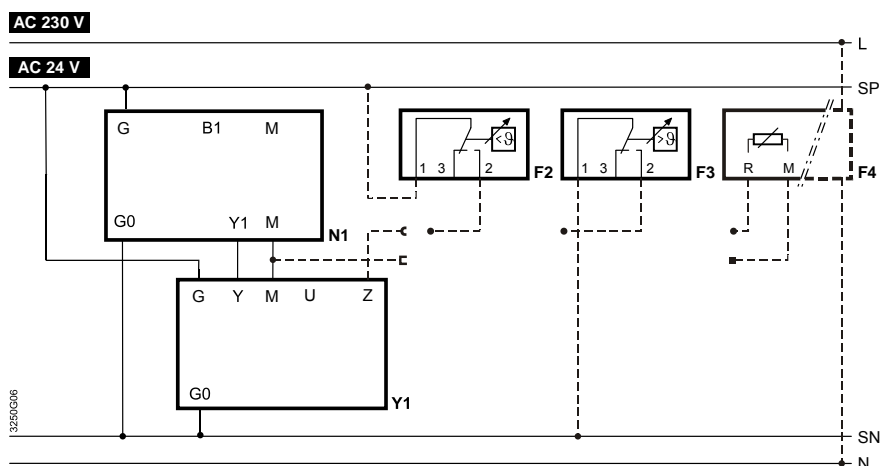 AC 230 V
L
AC 24 V
SP
G B1 M
G0 Y1 M
N1
<ϑ
1 3 2
F2
>ϑ
1 3 2
F3
R M
F4
G Y M U Z
G0
Y1
3250G06
SN
N